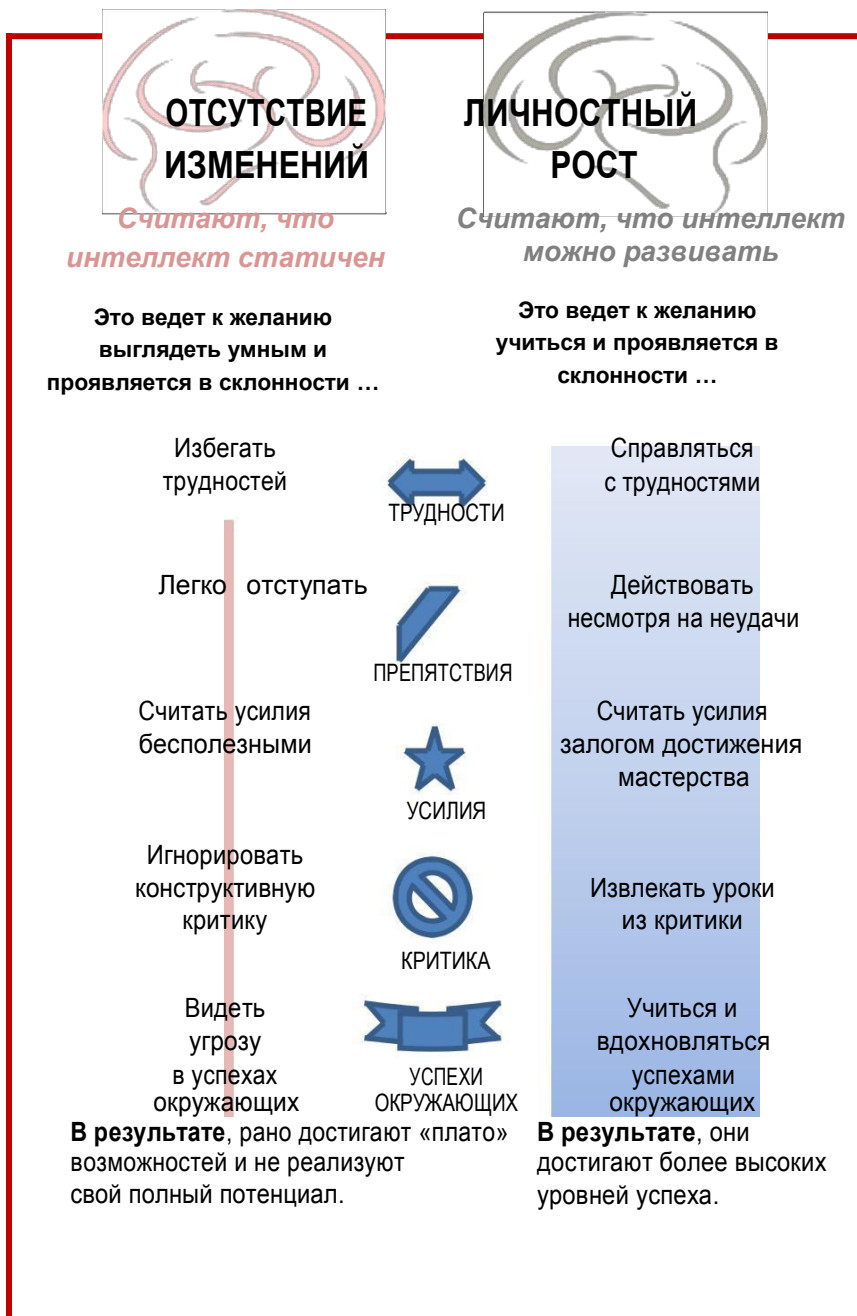 ОТСУТСТВИЕ
ИЗМЕНЕНИЙ
Считают, что
интеллект статичен
Это ведет к желанию
выглядеть умным и
проявляется в склонности …
ЛИЧНОСТНЫЙ
РОСТ
Считают, что интеллект
можно развивать
Это ведет к желанию
учиться и проявляется в
склонности …
Избегать
трудностей
ТРУДНОСТИ
Справляться
с трудностями
Легко отступать
ПРЕПЯТСТВИЯ
Действовать
несмотря на неудачи
Считать усилия
бесполезными
УСИЛИЯ
Считать усилия
залогом достижения
мастерства
Игнорировать
конструктивную
критику
КРИТИКА
Извлекать уроки
из критики
Видеть
угрозу
в успехах
окружающих
УСПЕХИ
ОКРУЖАЮЩИХ
Учиться и
вдохновляться
успехами
окружающих
В результате, рано достигают «плато»
возможностей и не реализуют
свой полный потенциал.
В результате, они
достигают более высоких
уровней успеха.